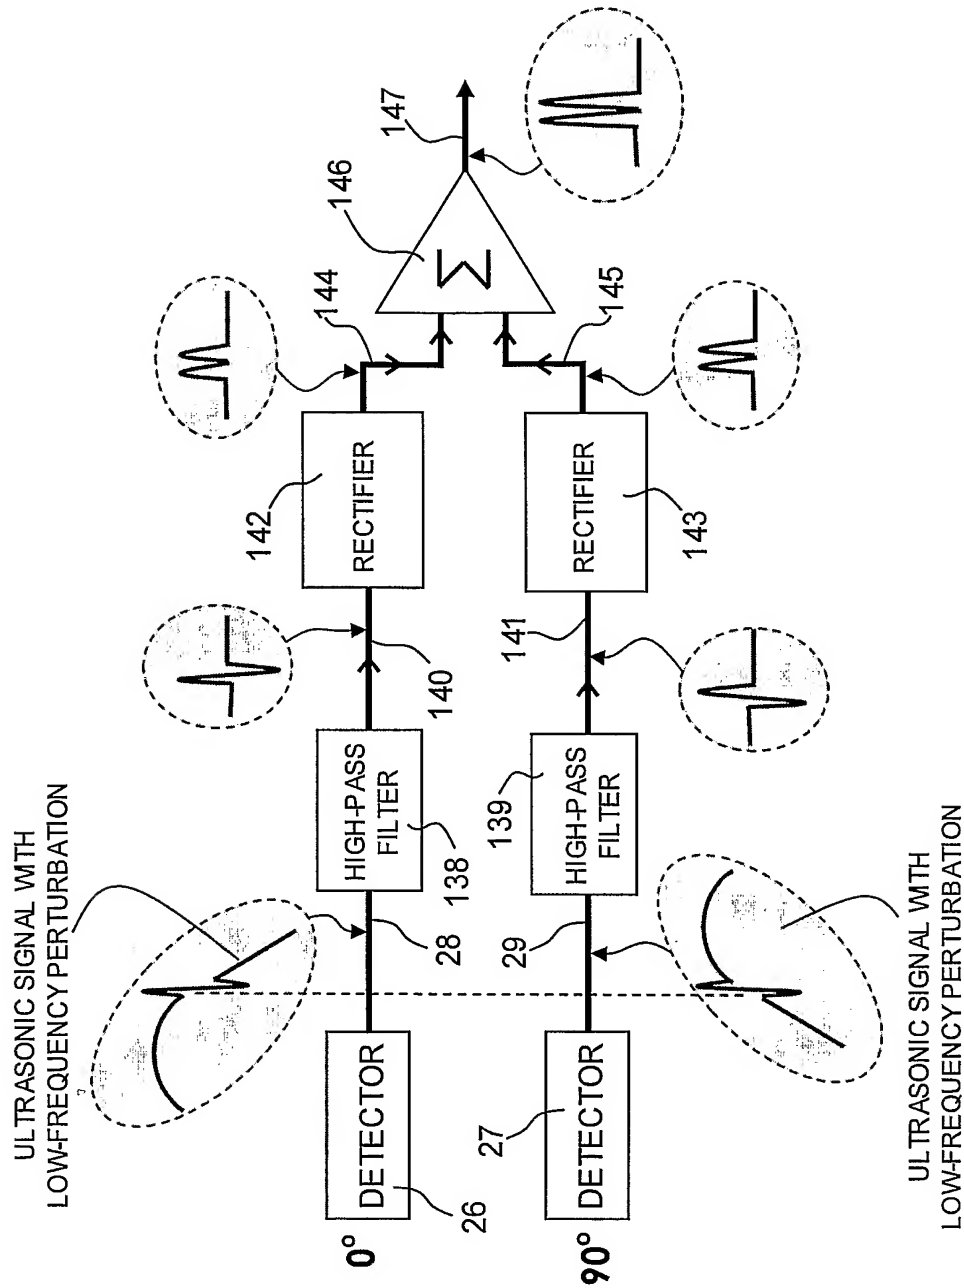 ULTRASONIC SIGNAL WITH
LOW-FREQUENCY PERTURBATION
0°
DETECTOR
26
28
HIGH-PASS
FILTER
138
140
RECTIFIER
142
144
146
Σ
147
90°
DETECTOR
27
29
HIGH-PASS
FILTER
139
141
RECTIFIER
143
145
ULTRASONIC SIGNAL WITH
LOW-FREQUENCY PERTURBATION